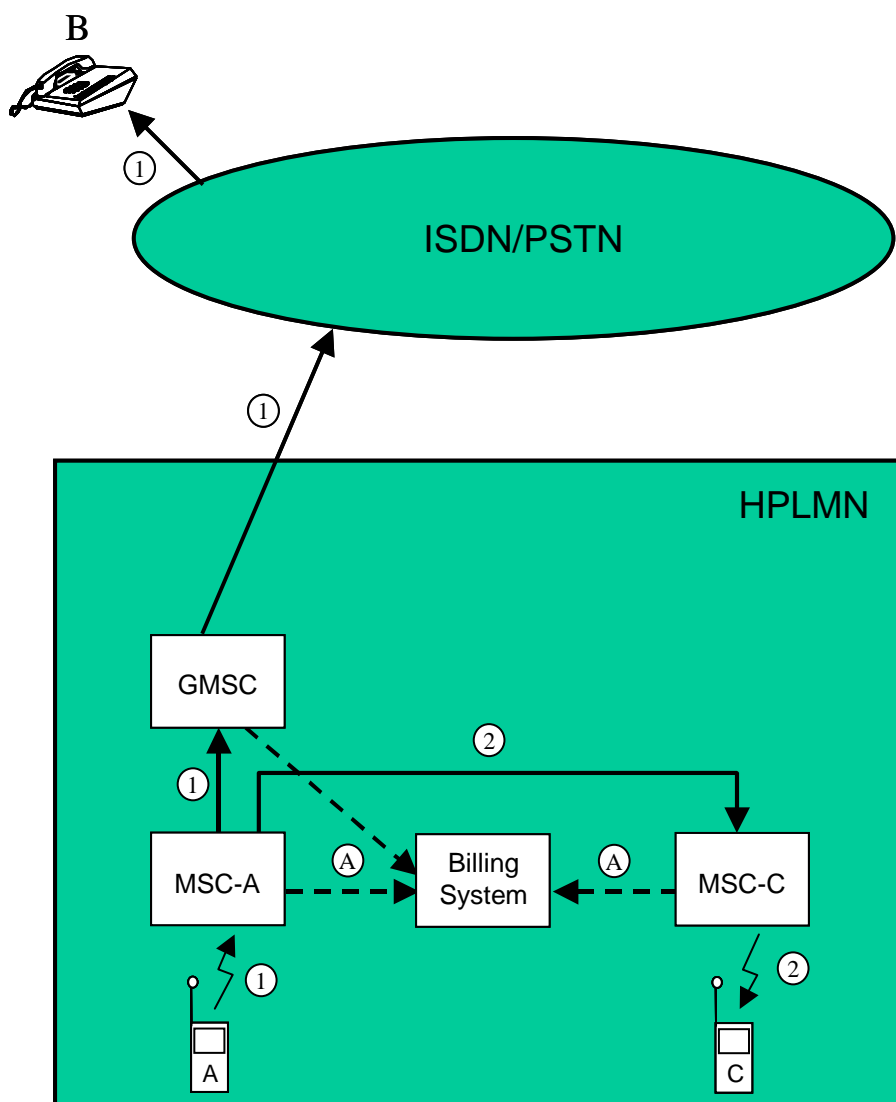 B
1
ISDN/PSTN
1
HPLMN
GMSC
2
1
MSC-A
A
Billing
System
A
MSC-C
1
2
A
C